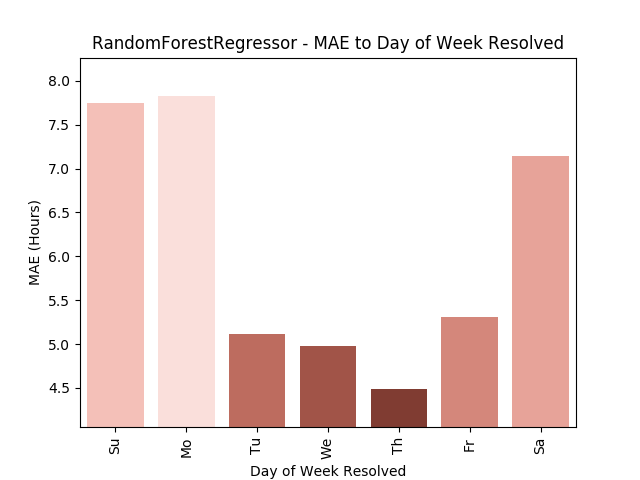 RandomForestRegressor - MAE to Day of Week Resolved
8.0
7.5
7.0
6.5
6.0
5.5
5.0
4.5
MAE (Hours)
Su Mo Tu We Th Fr Sa
Day of Week Resolved